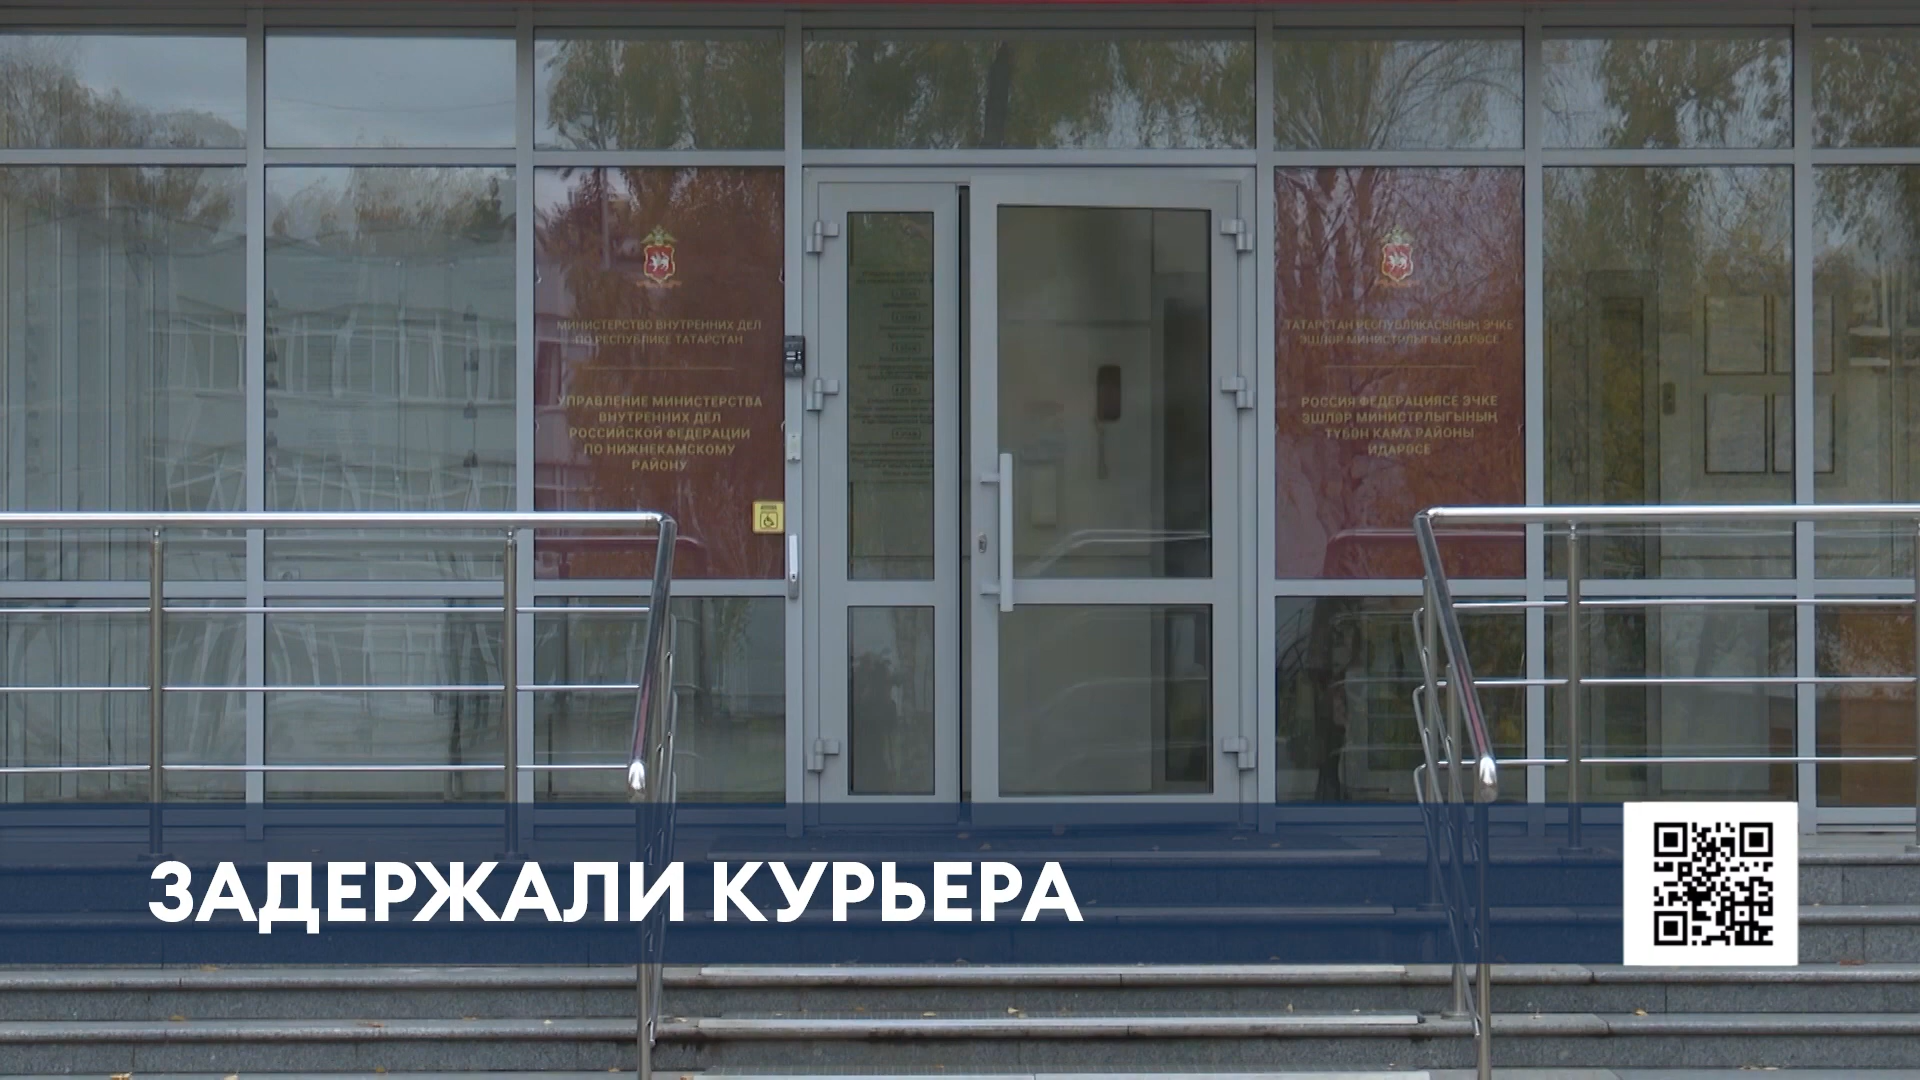 МИНИСТЕРСТВО ВНУТРЕННИХ ДЕЛ
ПО РЕСПУБЛИКЕ ТАТАРСТАН
УПРАВЛЕНИЕ МИНИСТЕРСТВА
ВНУТРЕННИХ ДЕЛ
РОССИЙСКОЙ ФЕДЕРАЦИИ
ПО НИЖНЕКАМСКОМУ
РАЙОНУ
ТАТАРСТАН РЕСПУБЛИКАСЫНЫҢ ЭЧКЕ
ЭШЛӘР МИНИСТРЛЫГЫ ИДАРӘСЕ
РОССИЯ ФЕДЕРАЦИЯСЕ ЭЧКЕ
ЭШЛӘР МИНИСТРЛЫГЫНЫҢ
ТҮБӘН КАМА РАЙОНЫ
ИДАРӘСЕ
ЗАДЕРЖАЛИ КУРЬЕРА